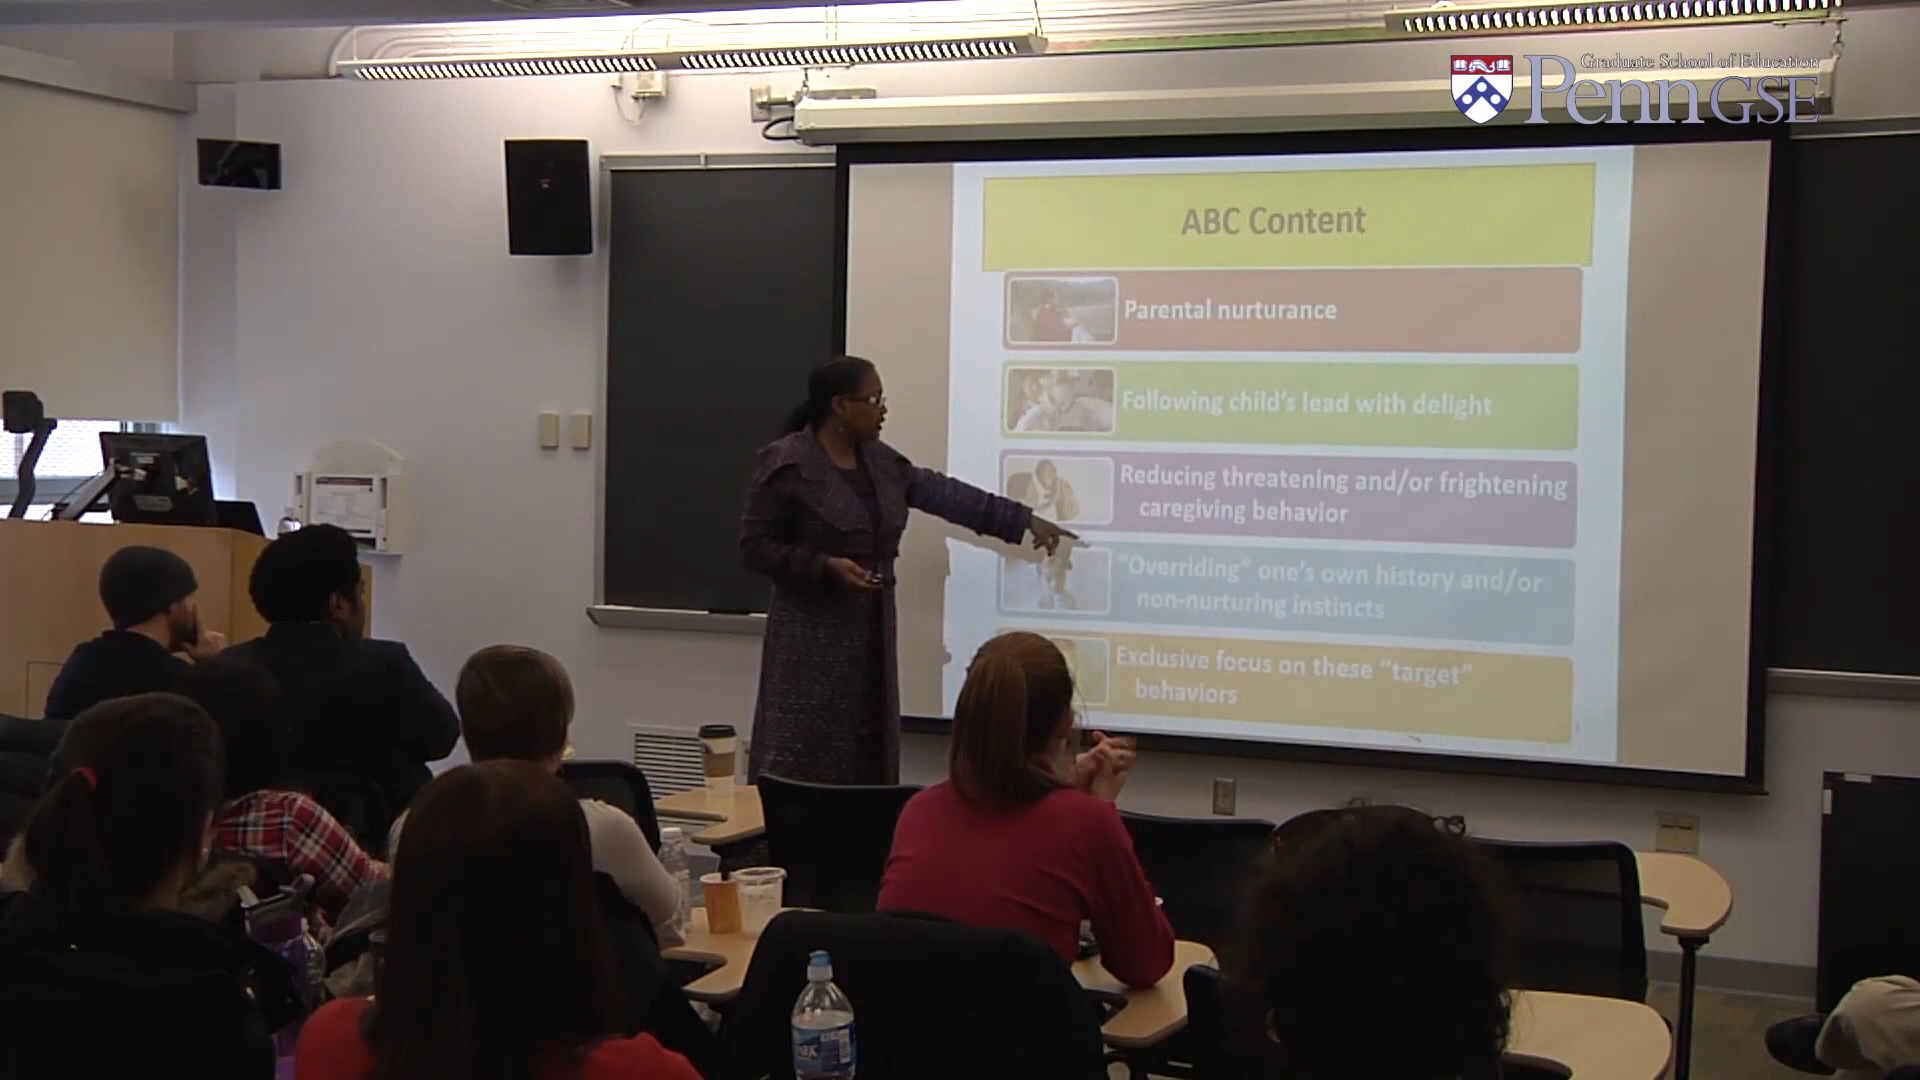 Graduate School of Education
Penn GSE
ABC Content
Parental nurturance
Following child's lead with delight
Reducing threatening and/or frightening
caregiving behavior
"Overriding" one's own history and/or
non-nurturing instincts
Exclusive focus on these "target"
behaviors